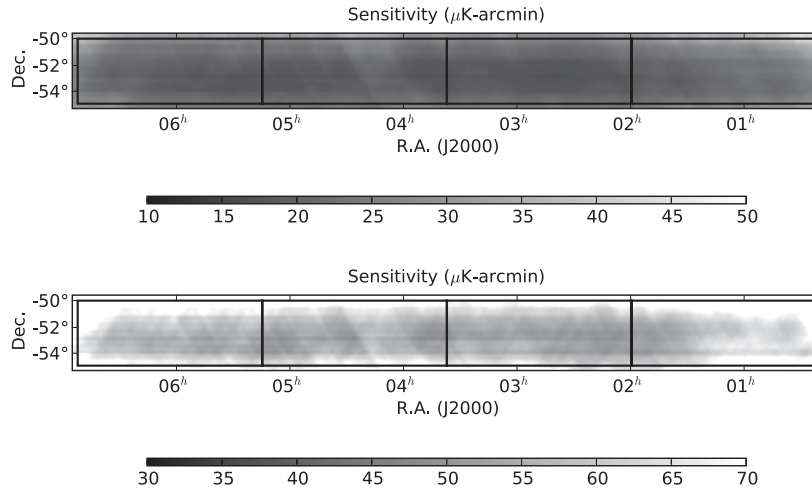 Sensitivity (μK-arcmin)
-50°
-52°
-54°
Dec.
06ʰ 05ʰ 04ʰ 03ʰ 02ʰ 01ʰ
R.A. (J2000)
10 15 20 25 30 35 40 45 50
Sensitivity (μK-arcmin)
-50°
-52°
-54°
Dec.
06ʰ 05ʰ 04ʰ 03ʰ 02ʰ 01ʰ
R.A. (J2000)
30 35 40 45 50 55 60 65 70